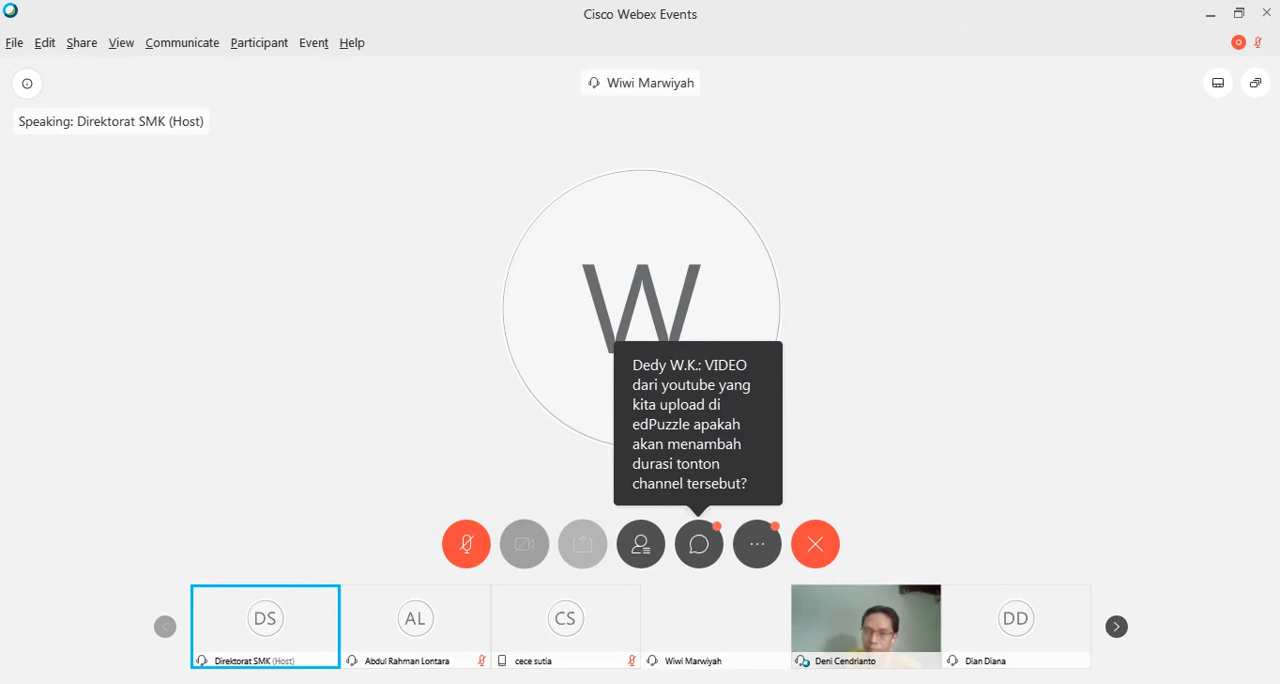 Cisco Webex Events
File Edit Share View Communicate Participant Event Help
Wiwi Marwiyah
Speaking: Direktorat SMK (Host)
W
Dedy W.K.: VIDEO
dari youtube yang
kita upload di
edPuzzle apakah
akan menambah
durasi tonton
channel tersebut?
DS
AL
CS
DD
Direktorat SMK (Host)
Abdul Rahman Lontara
cece sutia
Wiwi Marwiyah
Deni Cendrianto
Dian Diana